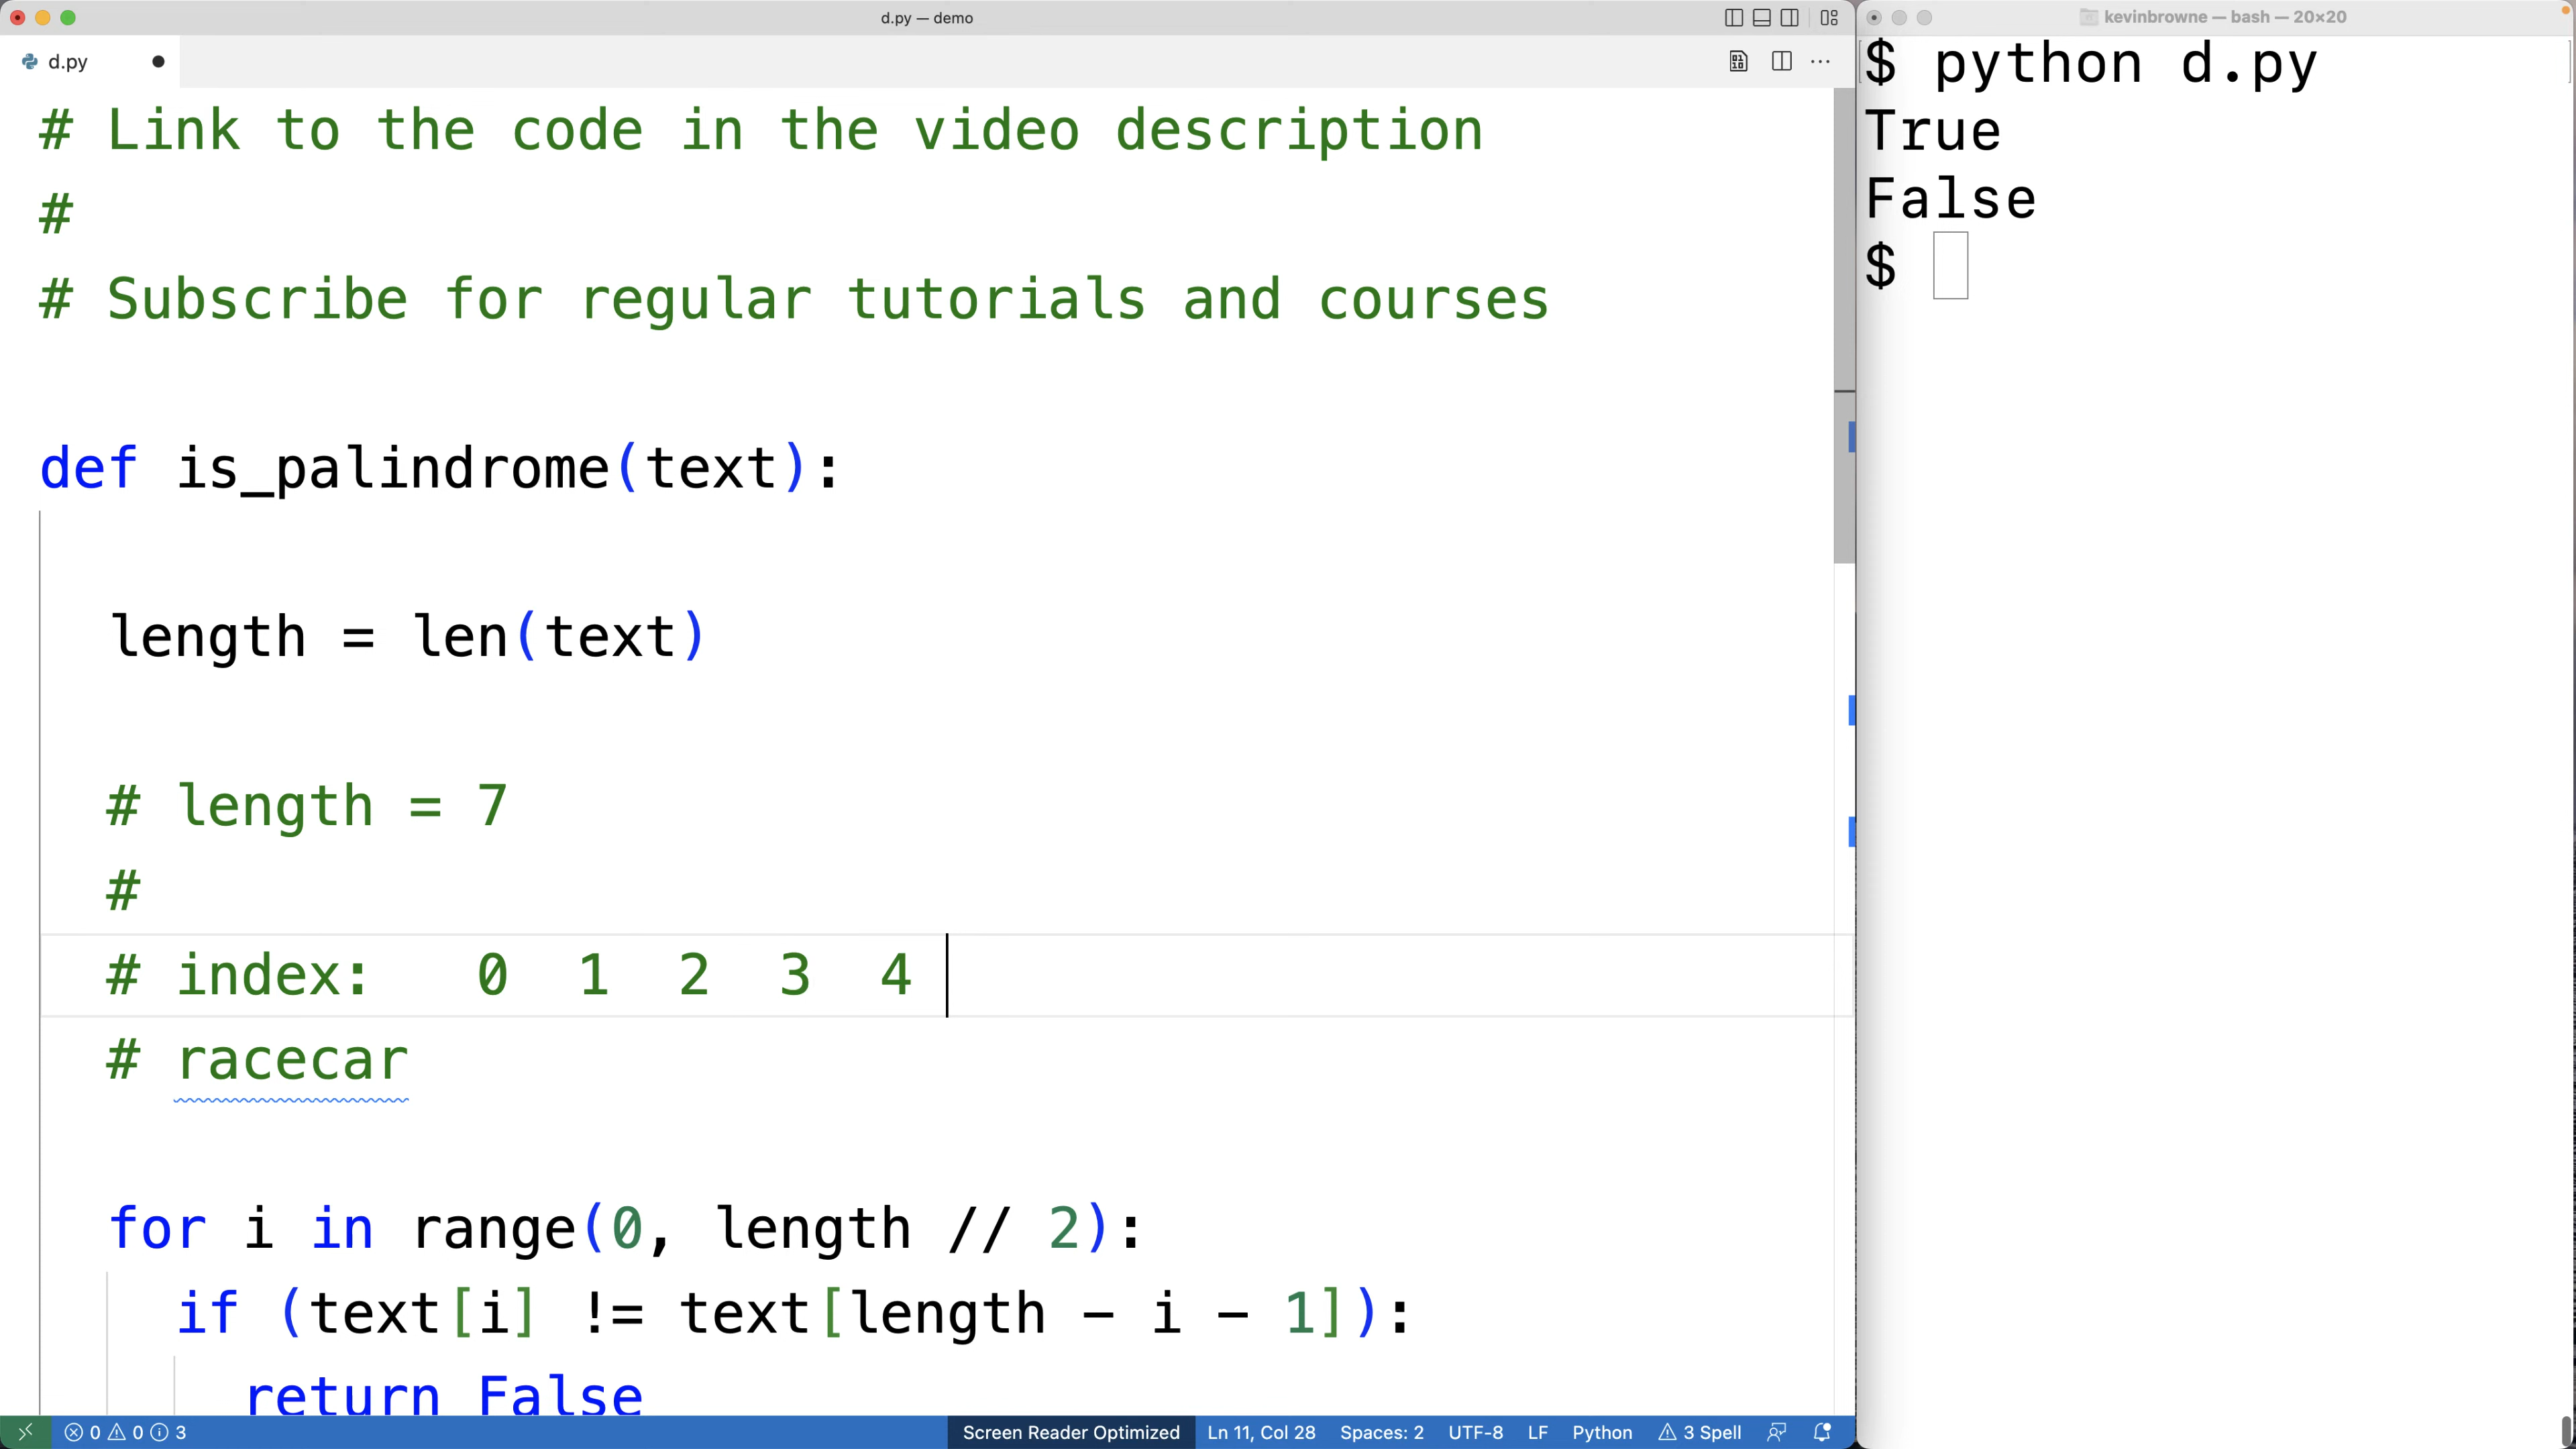 d.py — demo
d.py
# Link to the code in the video description
#
# Subscribe for regular tutorials and courses
def is_palindrome(text):
length = len(text)
# length = 7
#
# index:   0  1  2  3  4
# racecar
for i in range(0, length // 2):
if (text[i] != text[length - i - 1]):
return False
0 0 3
Screen Reader Optimized Ln 11, Col 28 Spaces: 2 UTF-8 LF Python 3 Spell
kevinbrowne — bash — 20×20
$ python d.py
True
False
$